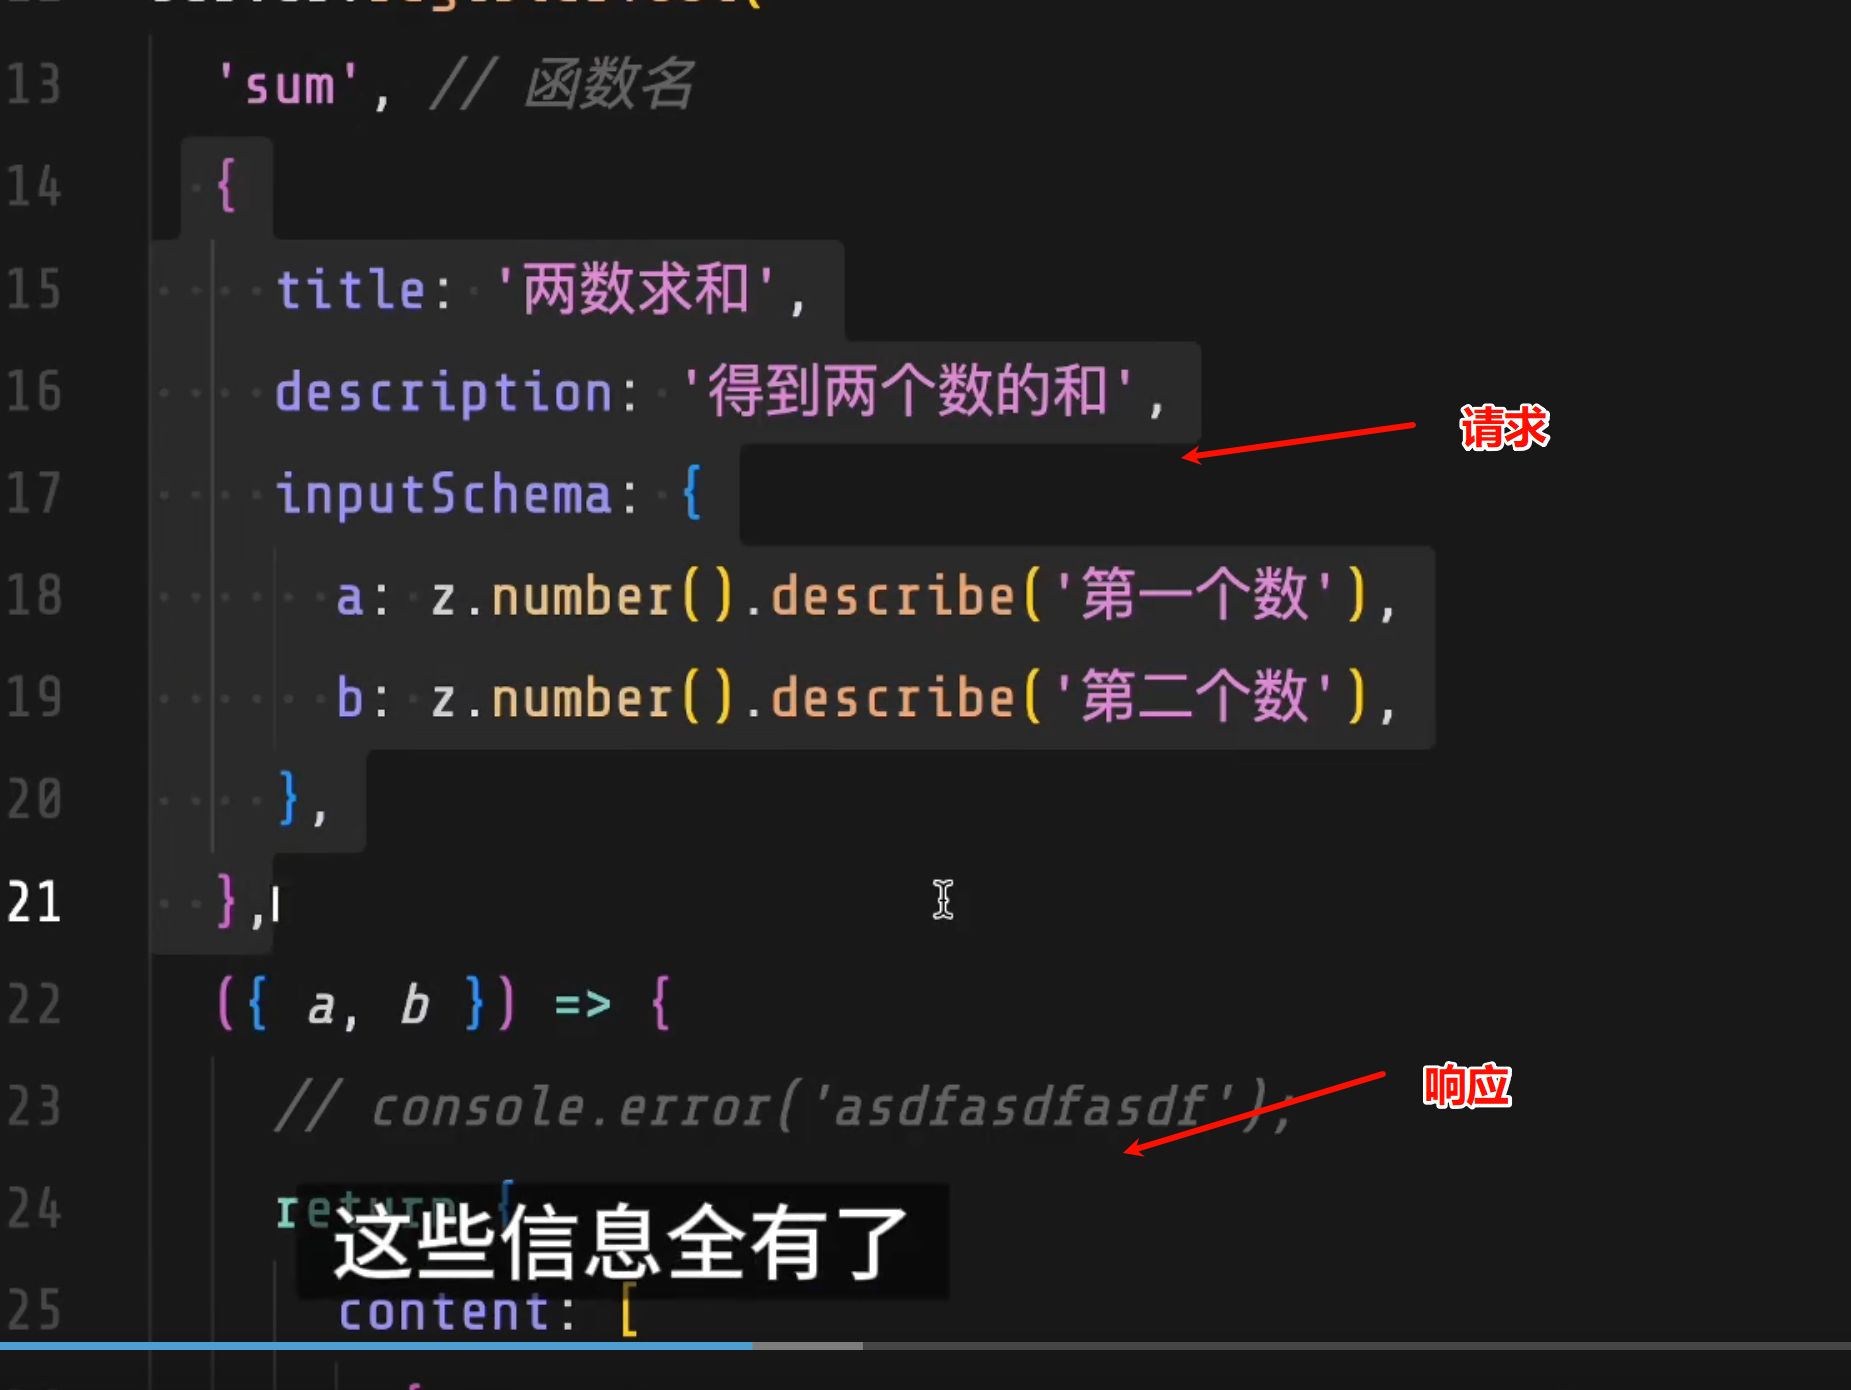 13 'sum', // 函数名
14 {
15 title: '两数求和',
16 description: '得到两个数的和',
请求
17 inputSchema: {
18 a: z.number().describe('第一个数'),
19 b: z.number().describe('第二个数'),
20 },
21 },
22 ({ a, b }) => {
23 // console.error('asdfasdfasdf');
响应
24 return {
这些信息全有了
25 content: [